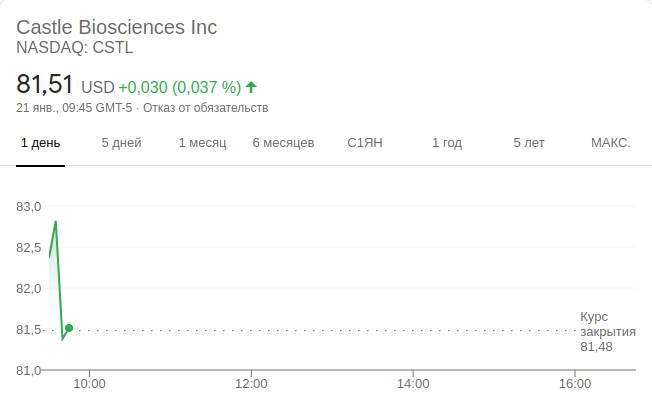 Castle Biosciences Inc
NASDAQ: CSTL
81,51 USD +0,030 (0,037 %)
21 янв., 09:45 GMT-5 · Отказ от обязательств
1 день 5 дней 1 месяц 6 месяцев С1ЯН 1 год 5 лет МАКС.
83,0
82,5
82,0
81,5
81,0
Курс
закрытия
81,48
10:00 12:00 14:00 16:00